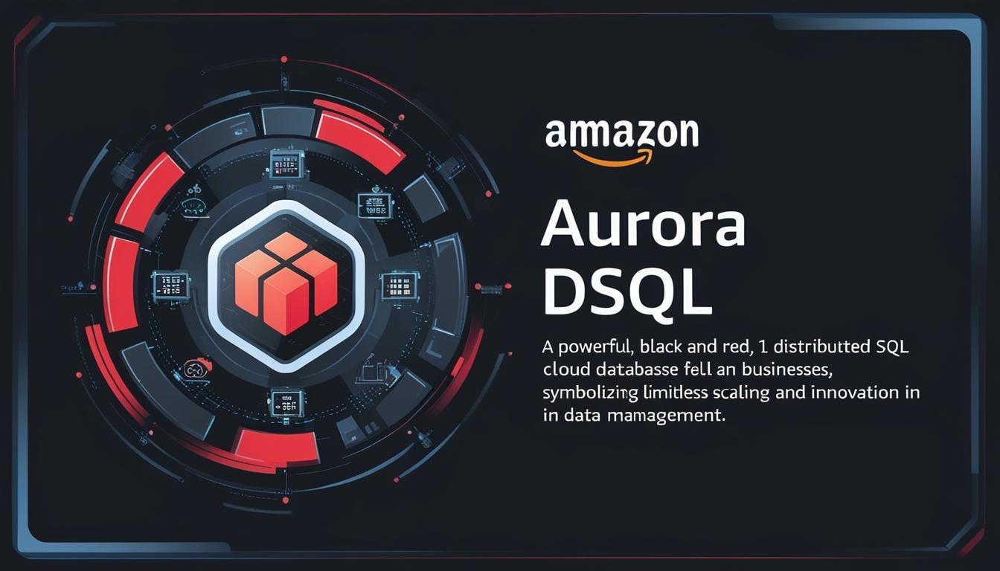 amazon
Aurora
DSQL
A powerful, black and red, 1 distributted SQL
cloud databasse fell an businesses,
symbolizing limitless scaling and innovation in
in data mamagement.